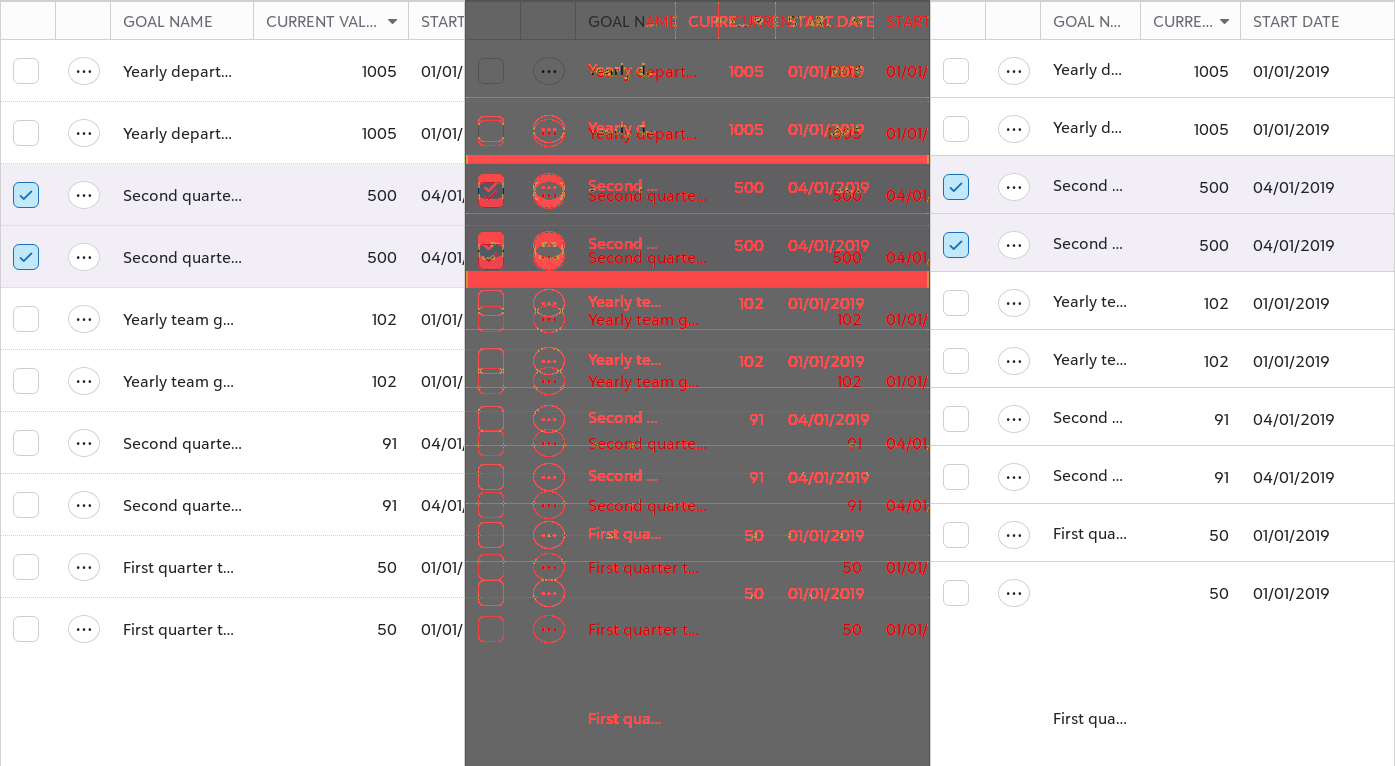 GOAL NAME CURRENT VAL... START
Yearly depart... 1005 01/01/
Yearly depart... 1005 01/01/
Second quarte... 500 04/01/
Second quarte... 500 04/01/
Yearly team g... 102 01/01/
Yearly team g... 102 01/01/
Second quarte... 91 04/01/
Second quarte... 91 04/01/
First quarter t... 50 01/01/
First quarter t... 50 01/01/
START DATE START
Yearly d... 1005 01/01/2019
Yearly depart... 01/01/
Yearly d... 1005 01/01/2019
Yearly depart... 1005 01/01/
Second ... 500 04/01/2019
Second quarte... 500 04/01
Second ... 500 04/01/2019
Second quarte... 500 04/01
Yearly te... 102 01/01/2019
Yearly team g... 102 01/01/
Yearly te... 102 01/01/2019
Yearly team g... 102 01/01/
Second ... 91 04/01/2019
Second quarte... 91 04/01
Second ... 91 04/01/2019
Second quarte... 91 04/01
First qua... 50 01/01/2019
First quarter t... 50 01/01/
50 01/01/2019
First quarter t... 50 01/01/
First qua...
GOAL N... CURRE... START DATE
Yearly d... 1005 01/01/2019
Yearly d... 1005 01/01/2019
Second ... 500 04/01/2019
Second ... 500 04/01/2019
Yearly te... 102 01/01/2019
Yearly te... 102 01/01/2019
Second ... 91 04/01/2019
Second ... 91 04/01/2019
First qua... 50 01/01/2019
50 01/01/2019
First qua...